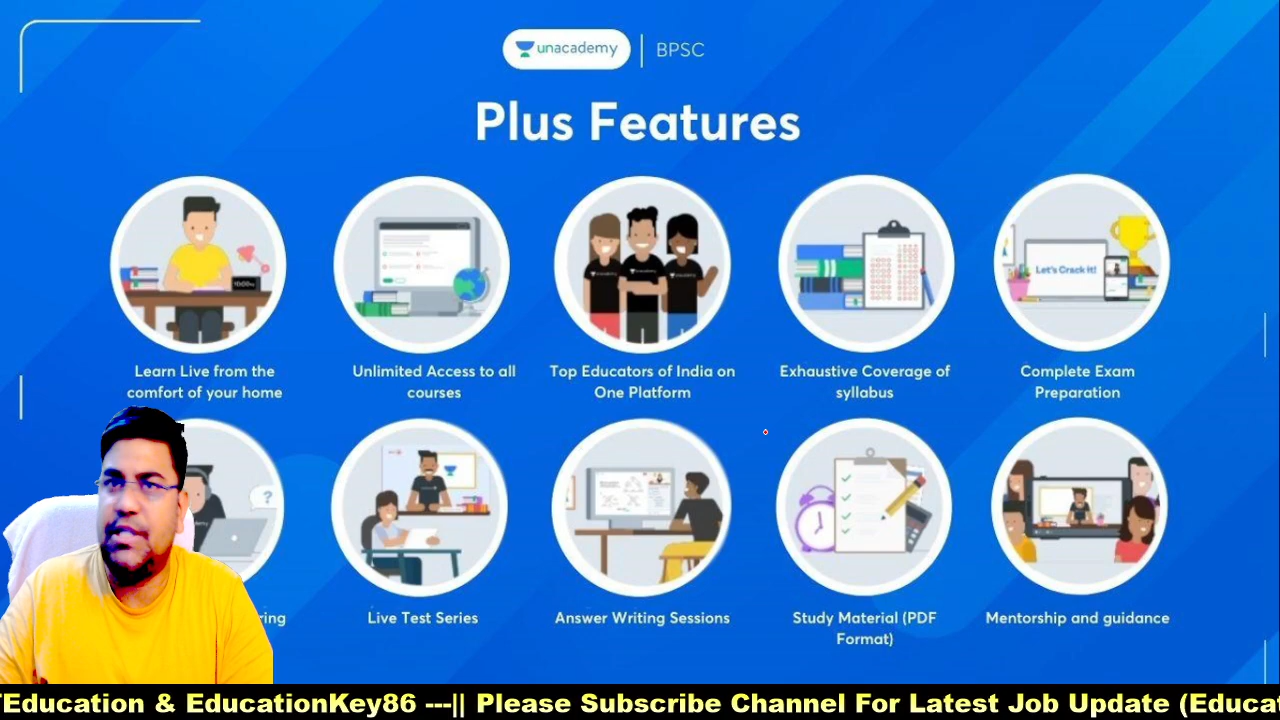 unacademy | BPSC
Plus Features
Let's Crack it!
Learn Live from the
comfort of your home
Unlimited Access to all
courses
Top Educators of India on
One Platform
Exhaustive Coverage of
syllabus
Complete Exam
Preparation
?
Live Test Series
Answer Writing Sessions
Study Material (PDF
Format)
Mentorship and guidance
Education & EducationKey86 ---|| Please Subscribe Channel For Latest Job Update (Educa